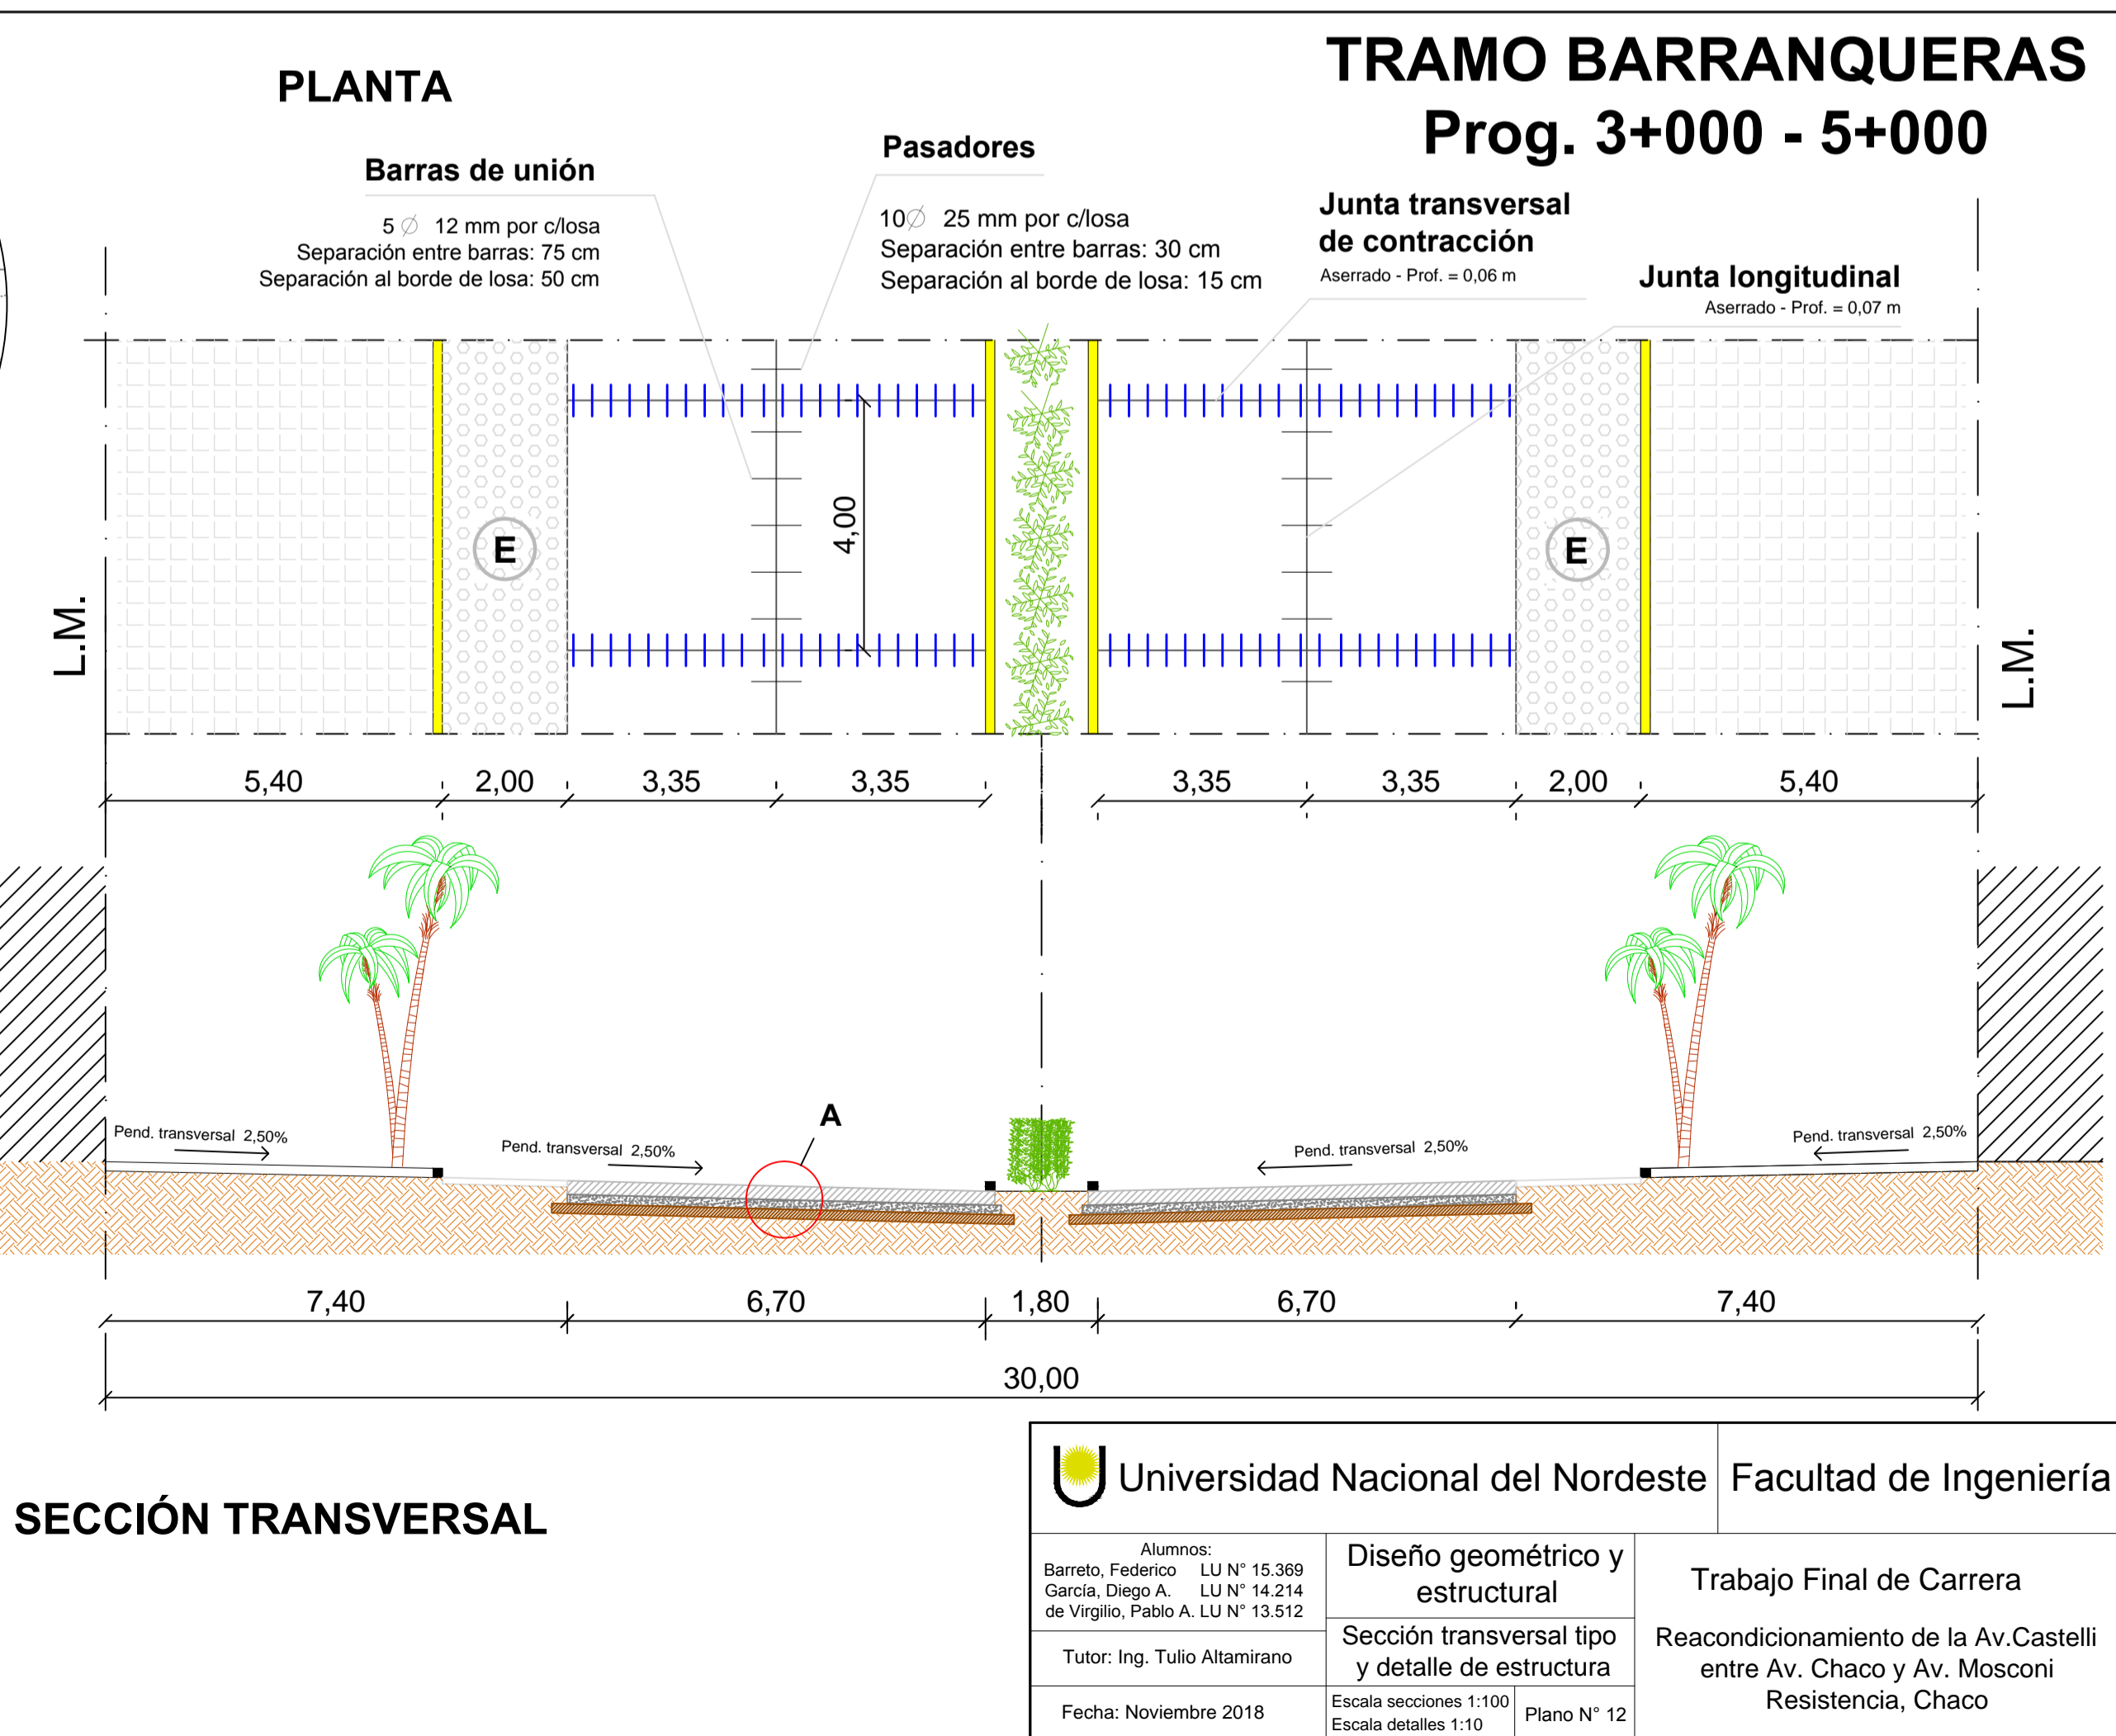 PLANTA
TRAMO BARRANQUERAS
Prog. 3+000 - 5+000
Barras de unión
5 ∅ 12 mm por c/losa
Separación entre barras: 75 cm
Separación al borde de losa: 50 cm
Pasadores
10∅ 25 mm por c/losa
Separación entre barras: 30 cm
Separación al borde de losa: 15 cm
Junta transversal
de contracción
Aserrado - Prof. = 0,06 m
Junta longitudinal
Aserrado - Prof. = 0,07 m
4,00
E
E
L.M.
L.M.
5,40 2,00 3,35 3,35 3,35 3,35 2,00 5,40
A
Pend. transversal 2,50%
Pend. transversal 2,50%
Pend. transversal 2,50%
Pend. transversal 2,50%
7,40 6,70 1,80 6,70 7,40
30,00
SECCIÓN TRANSVERSAL
Universidad Nacional del Nordeste
Facultad de Ingeniería
Alumnos:
Barreto, Federico LU N° 15.369
García, Diego A. LU N° 14.214
de Virgilio, Pablo A. LU N° 13.512
Tutor: Ing. Tulio Altamirano
Fecha: Noviembre 2018
Diseño geométrico y
estructural
Sección transversal tipo
y detalle de estructura
Escala secciones 1:100
Escala detalles 1:10
Plano N° 12
Trabajo Final de Carrera
Reacondicionamiento de la Av.Castelli
entre Av. Chaco y Av. Mosconi
Resistencia, Chaco